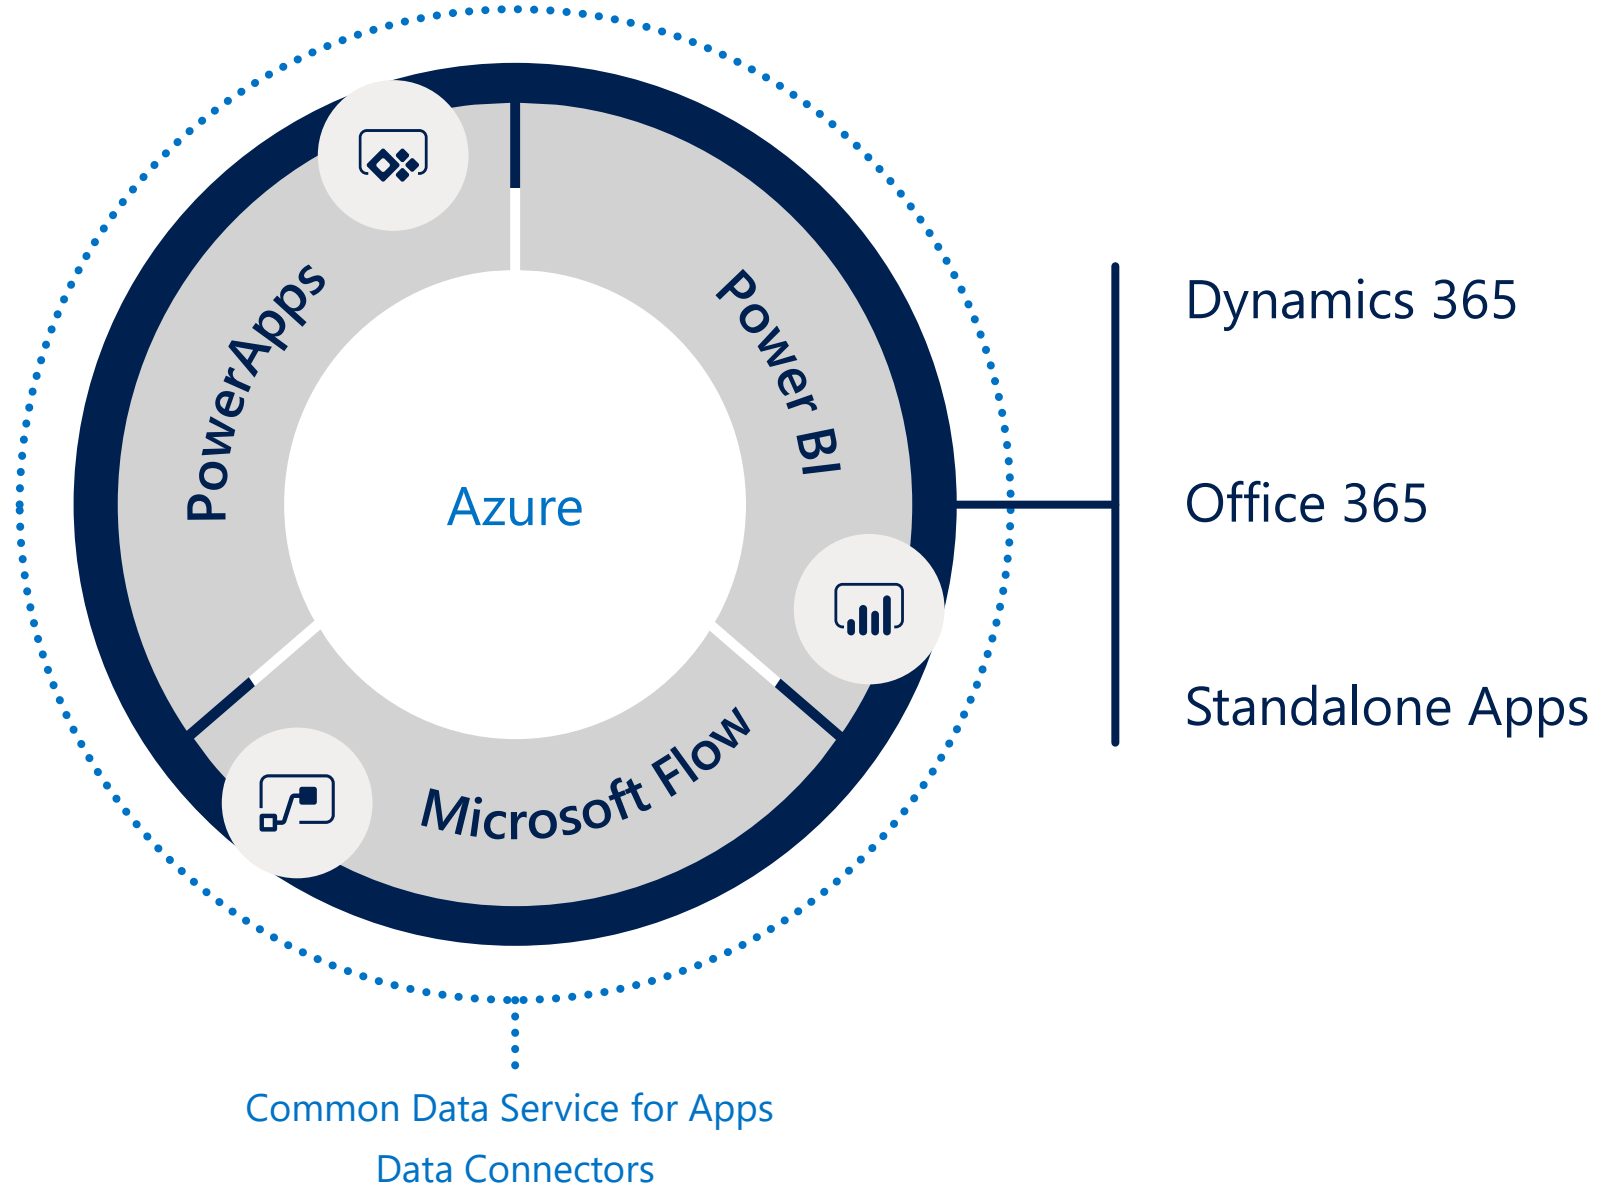 PowerApps
Power BI
Microsoft Flow
Azure
Dynamics 365
Office 365
Standalone Apps
Common Data Service for Apps
Data Connectors